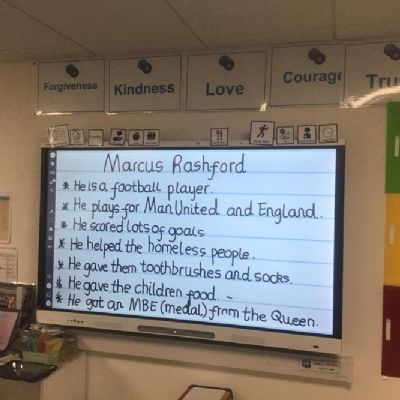 Forgiveness
Kindness
Love
Courage
Tru
Marcus Rashford
* He is a football player.
* He plays for Man United and England.
* He scored lots of goals
* He helped the homeless people.
* He gave them toothbrushes and socks.
* He gave the children food. -
* He got an MBE (medal) from the Queen.